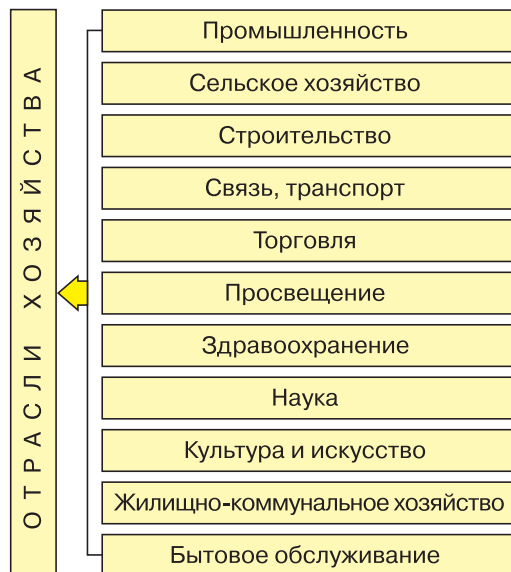 ОТРАСЛИ ХОЗЯЙСТВА
Промышленность
Сельское хозяйство
Строительство
Связь, транспорт
Торговля
Просвещение
Здравоохранение
Наука
Культура и искусство
Жилищно-коммунальное хозяйство
Бытовое обслуживание